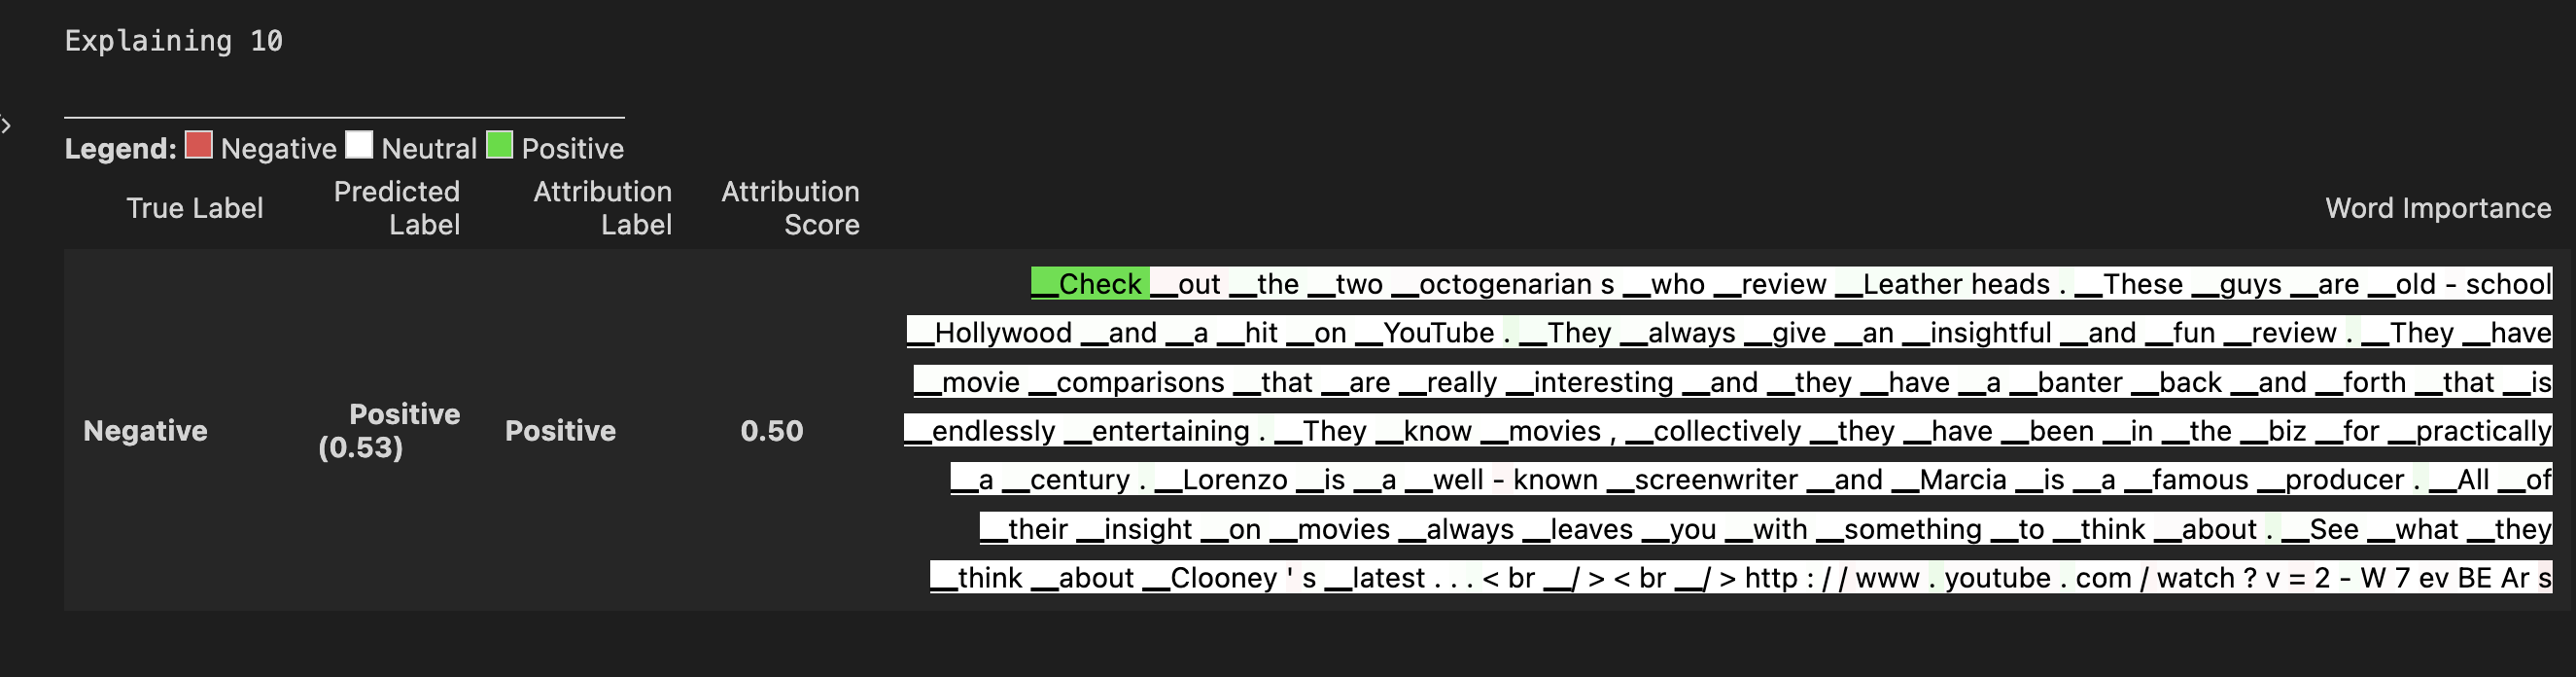 Explaining 10
Legend: Negative Neutral Positive
True Label Predicted Label Attribution Label Attribution Score Word Importance
Negative Positive (0.53) Positive 0.50
__Check __out __the __two __octogenarian s __who __review __Leather heads . __These __guys __are __old - school
__Hollywood __and __a __hit __on __YouTube . __They __always __give __an __insightful __and __fun __review . __They __have
__movie __comparisons __that __are __really __interesting __and __they __have __a __banter __back __and __forth __that __is
__endlessly __entertaining . __They __know __movies , __collectively __they __have __been __in __the __biz __for __practically
__a __century . __Lorenzo __is __a __well - known __screenwriter __and __Marcia __is __a __famous __producer . __All __of
__their __insight __on __movies __always __leaves __you __with __something __to __think __about . __See __what __they
__think __about __Clooney ' s __latest . . . < br __/ > < br __/ > http : / / www . youtube . com / watch ? v = 2 - W 7 ev BE Ar s